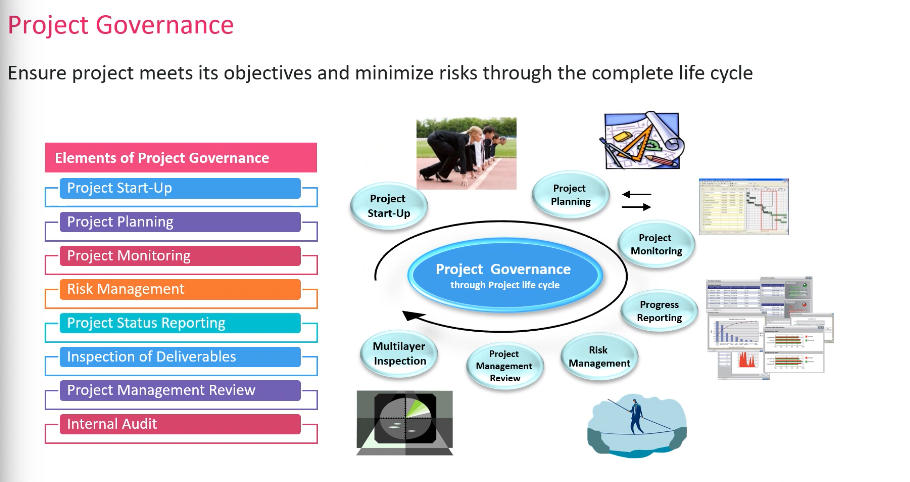 Project Governance
Ensure project meets its objectives and minimize risks through the complete life cycle
Elements of Project Governance
Project Start-Up
Project Planning
Project Monitoring
Risk Management
Project Status Reporting
Inspection of Deliverables
Project Management Review
Internal Audit
Project
Start-Up
Project
Planning
Project
Monitoring
Progress
Reporting
Risk
Management
Project
Management
Review
Multilayer
Inspection
Project Governance
through Project life cycle